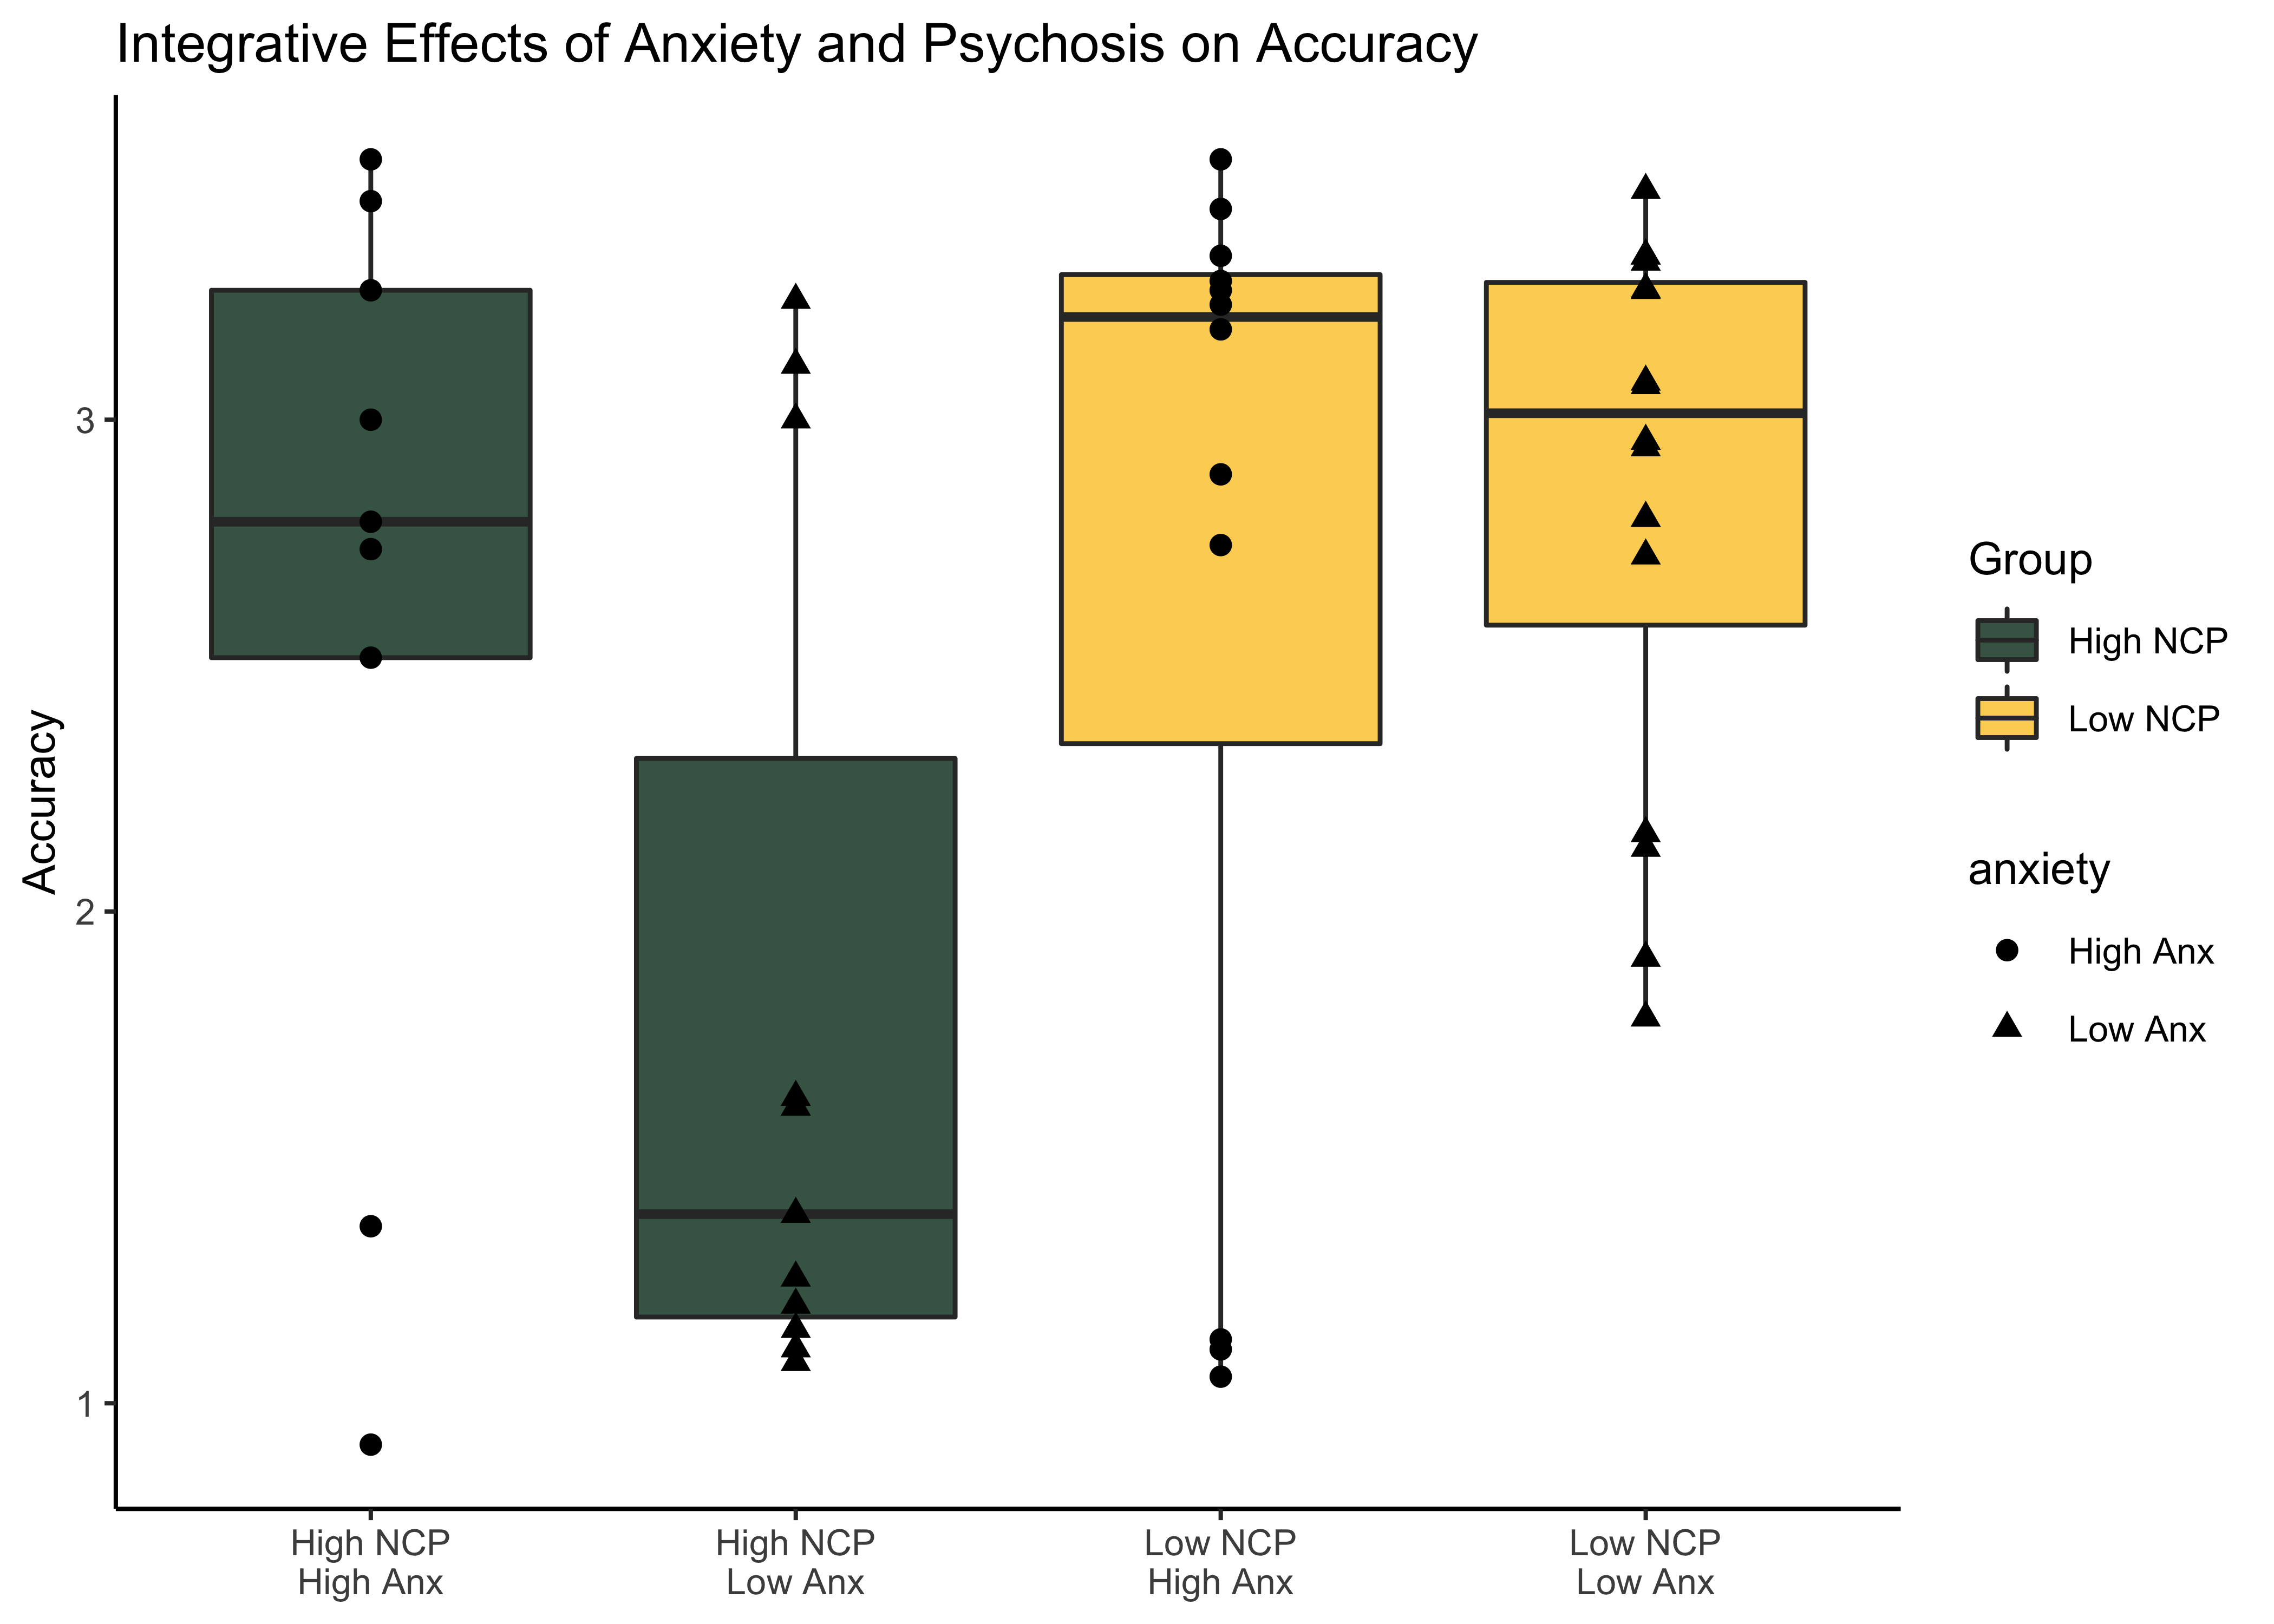 Integrative Effects of Anxiety and Psychosis on Accuracy
Accuracy
3
2
1
High NCP
High Anx
High NCP
Low Anx
Low NCP
High Anx
Low NCP
Low Anx
Group
High NCP
Low NCP
anxiety
High Anx
Low Anx